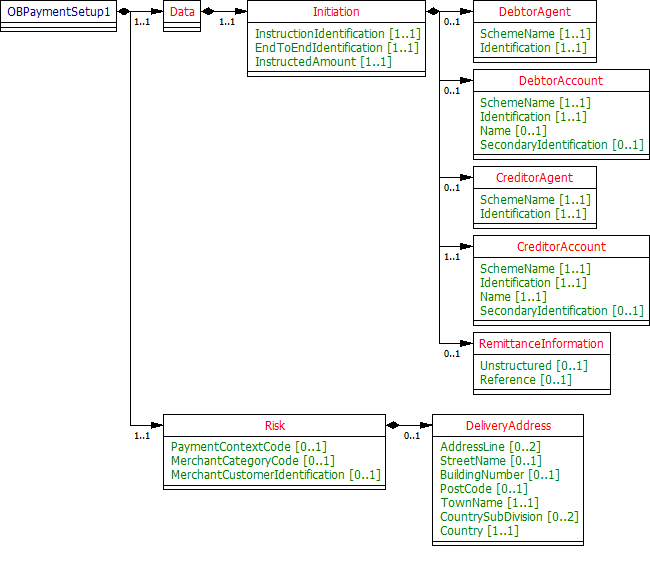 OBPaymentSetup1
1..1
Data
1..1
Initiation
InstructionIdentification [1..1]
EndToEndIdentification [1..1]
InstructedAmount [1..1]
0..1
DebtorAgent
SchemeName [1..1]
Identification [1..1]
0..1
DebtorAccount
SchemeName [1..1]
Identification [1..1]
Name [0..1]
SecondaryIdentification [0..1]
0..1
CreditorAgent
SchemeName [1..1]
Identification [1..1]
1..1
CreditorAccount
SchemeName [1..1]
Identification [1..1]
Name [1..1]
SecondaryIdentification [0..1]
0..1
RemittanceInformation
Unstructured [0..1]
Reference [0..1]
1..1
Risk
PaymentContextCode [0..1]
MerchantCategoryCode [0..1]
MerchantCustomerIdentification [0..1]
0..1
DeliveryAddress
AddressLine [0..2]
StreetName [0..1]
BuildingNumber [0..1]
PostCode [0..1]
TownName [1..1]
CountrySubDivision [0..2]
Country [1..1]